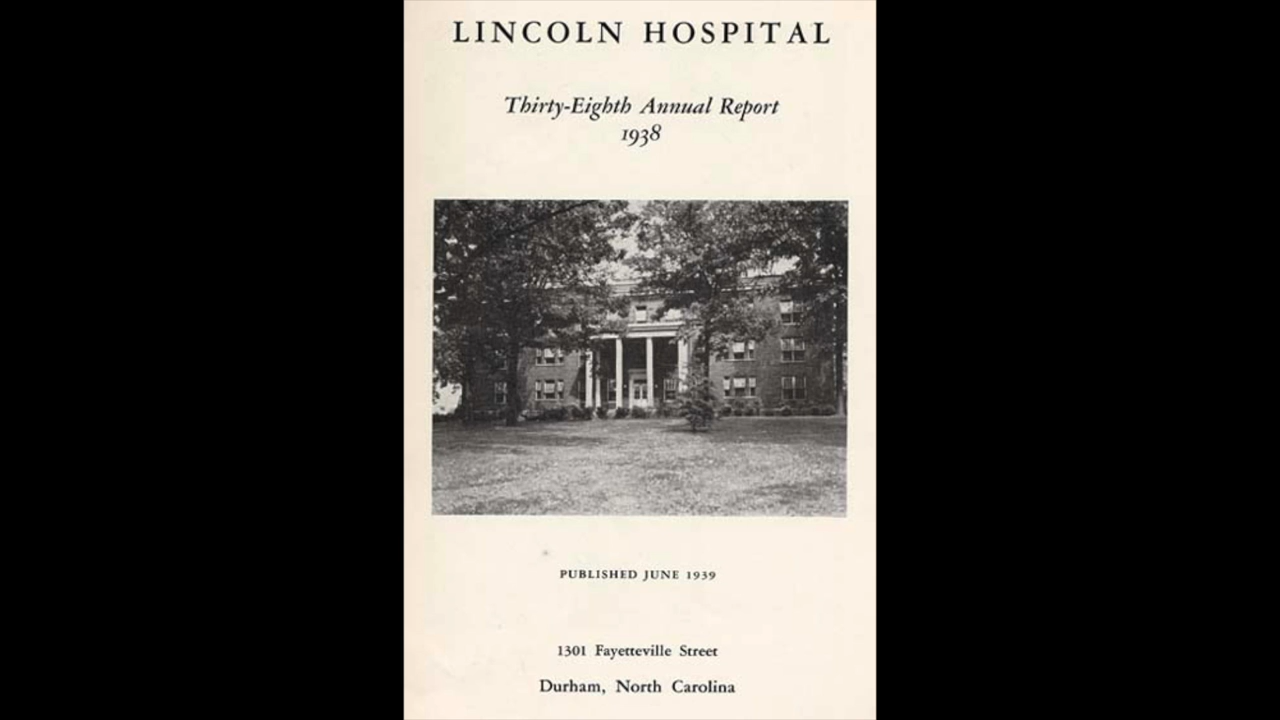 LINCOLN HOSPITAL
Thirty-Eighth Annual Report
1938
PUBLISHED JUNE 1939
1301 Fayetteville Street
Durham, North Carolina